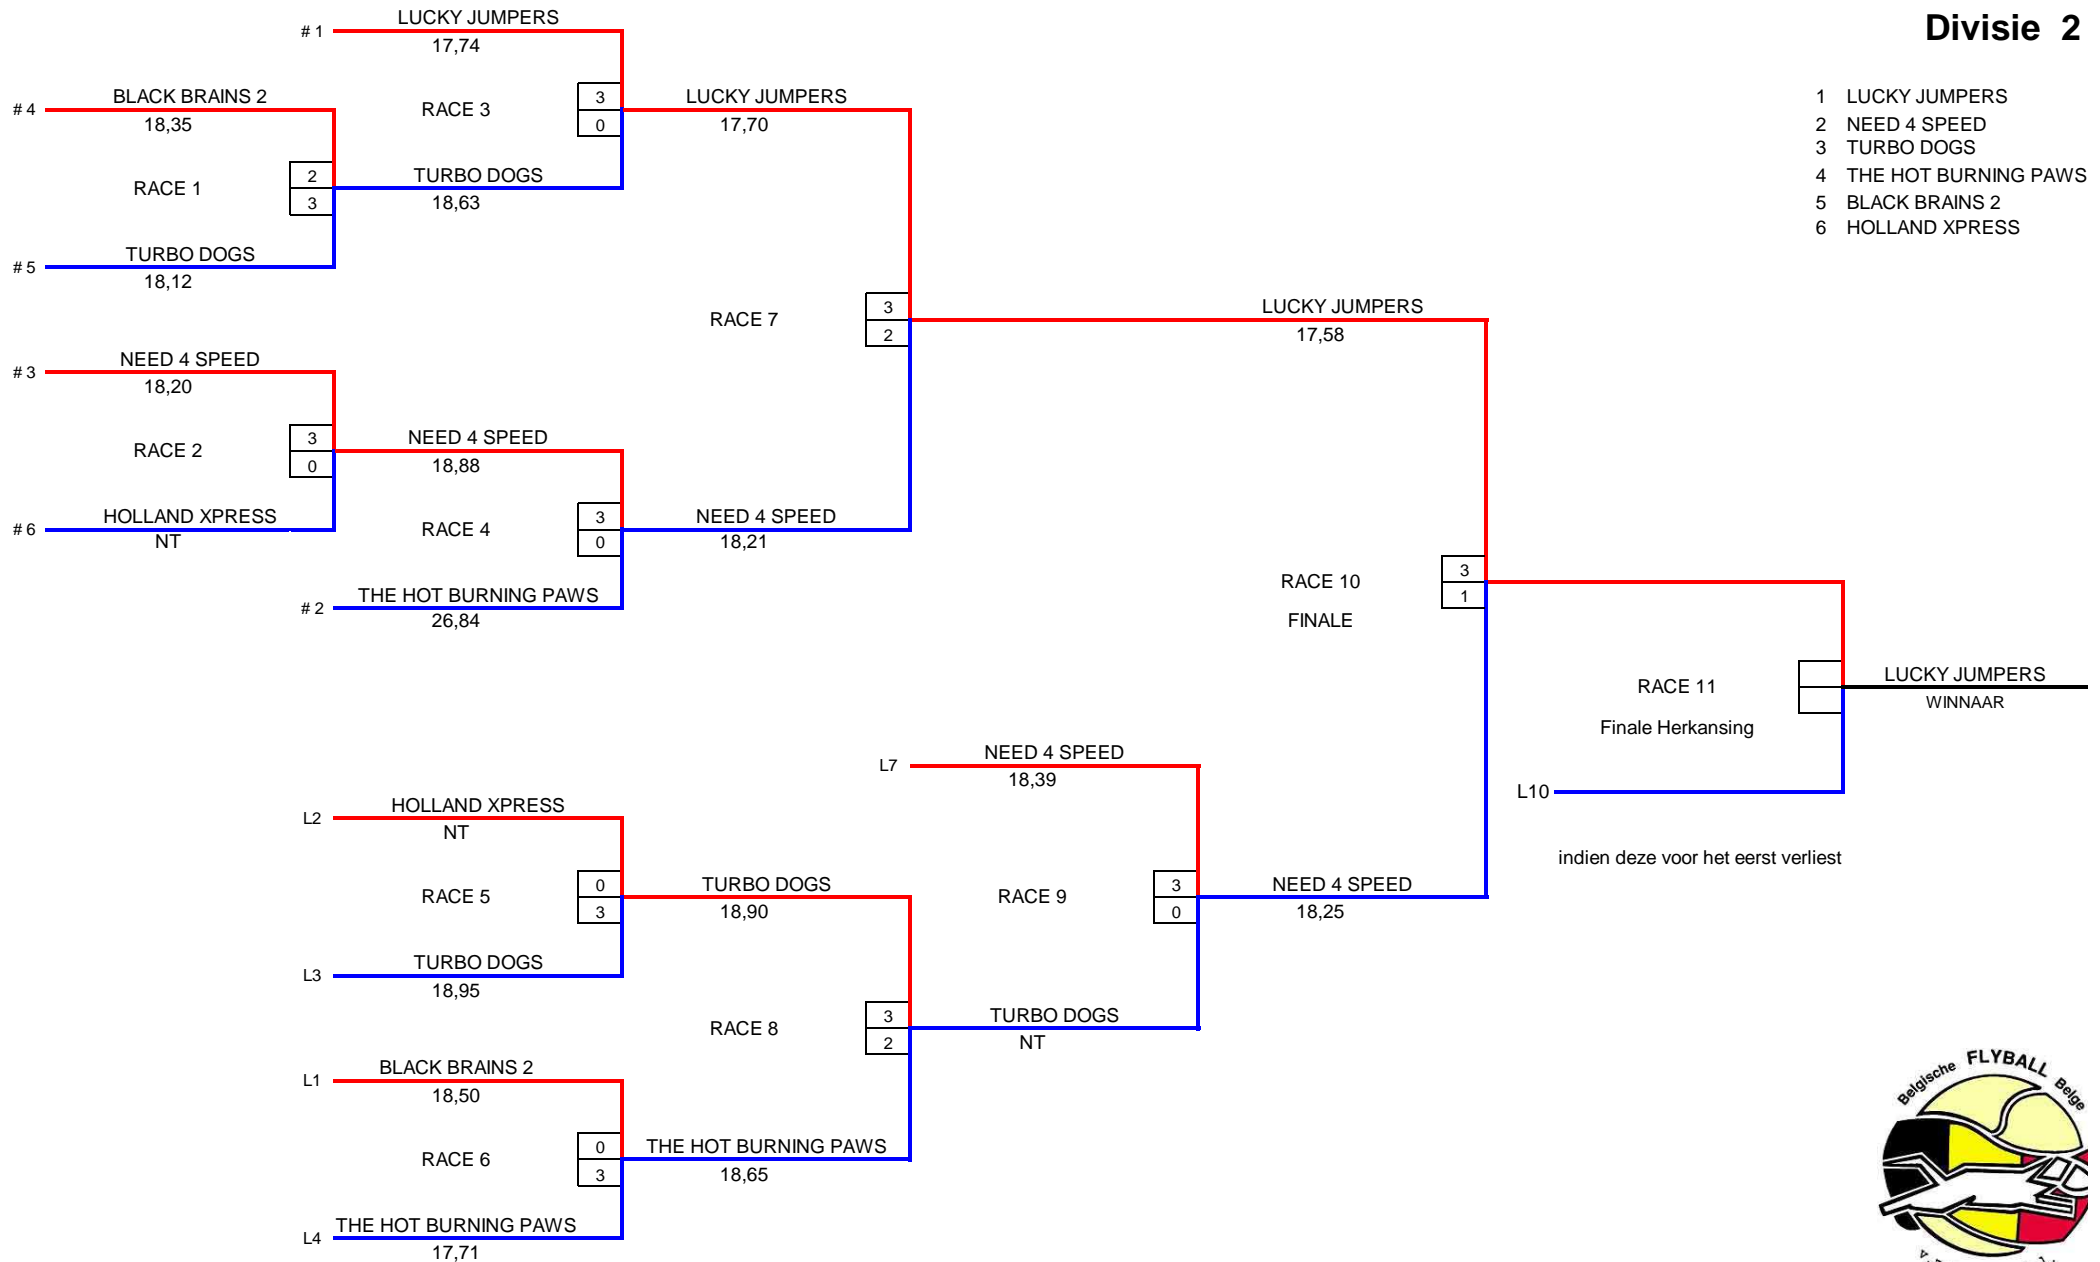 Divisie 2
1 LUCKY JUMPERS
2 NEED 4 SPEED
3 TURBO DOGS
4 THE HOT BURNING PAWS
5 BLACK BRAINS 2
6 HOLLAND XPRESS
# 1 LUCKY JUMPERS
17,74
# 4 BLACK BRAINS 2
18,35
RACE 3
3
0
LUCKY JUMPERS
17,70
RACE 1
2
3
TURBO DOGS
18,63
# 5 TURBO DOGS
18,12
RACE 7
3
2
LUCKY JUMPERS
17,58
# 3 NEED 4 SPEED
18,20
RACE 2
3
0
NEED 4 SPEED
18,88
# 6 HOLLAND XPRESS
NT
RACE 4
3
0
NEED 4 SPEED
18,21
# 2 THE HOT BURNING PAWS
26,84
RACE 10
FINALE
3
1
RACE 11
Finale Herkansing
LUCKY JUMPERS
WINNAAR
L7 NEED 4 SPEED
18,39
L10
indien deze voor het eerst verliest
L2 HOLLAND XPRESS
NT
RACE 5
0
3
TURBO DOGS
18,90
RACE 9
3
0
NEED 4 SPEED
18,25
L3 TURBO DOGS
18,95
RACE 8
3
2
TURBO DOGS
NT
L1 BLACK BRAINS 2
18,50
RACE 6
0
3
THE HOT BURNING PAWS
18,65
L4 THE HOT BURNING PAWS
17,71
Belgische FLYBALL Belge